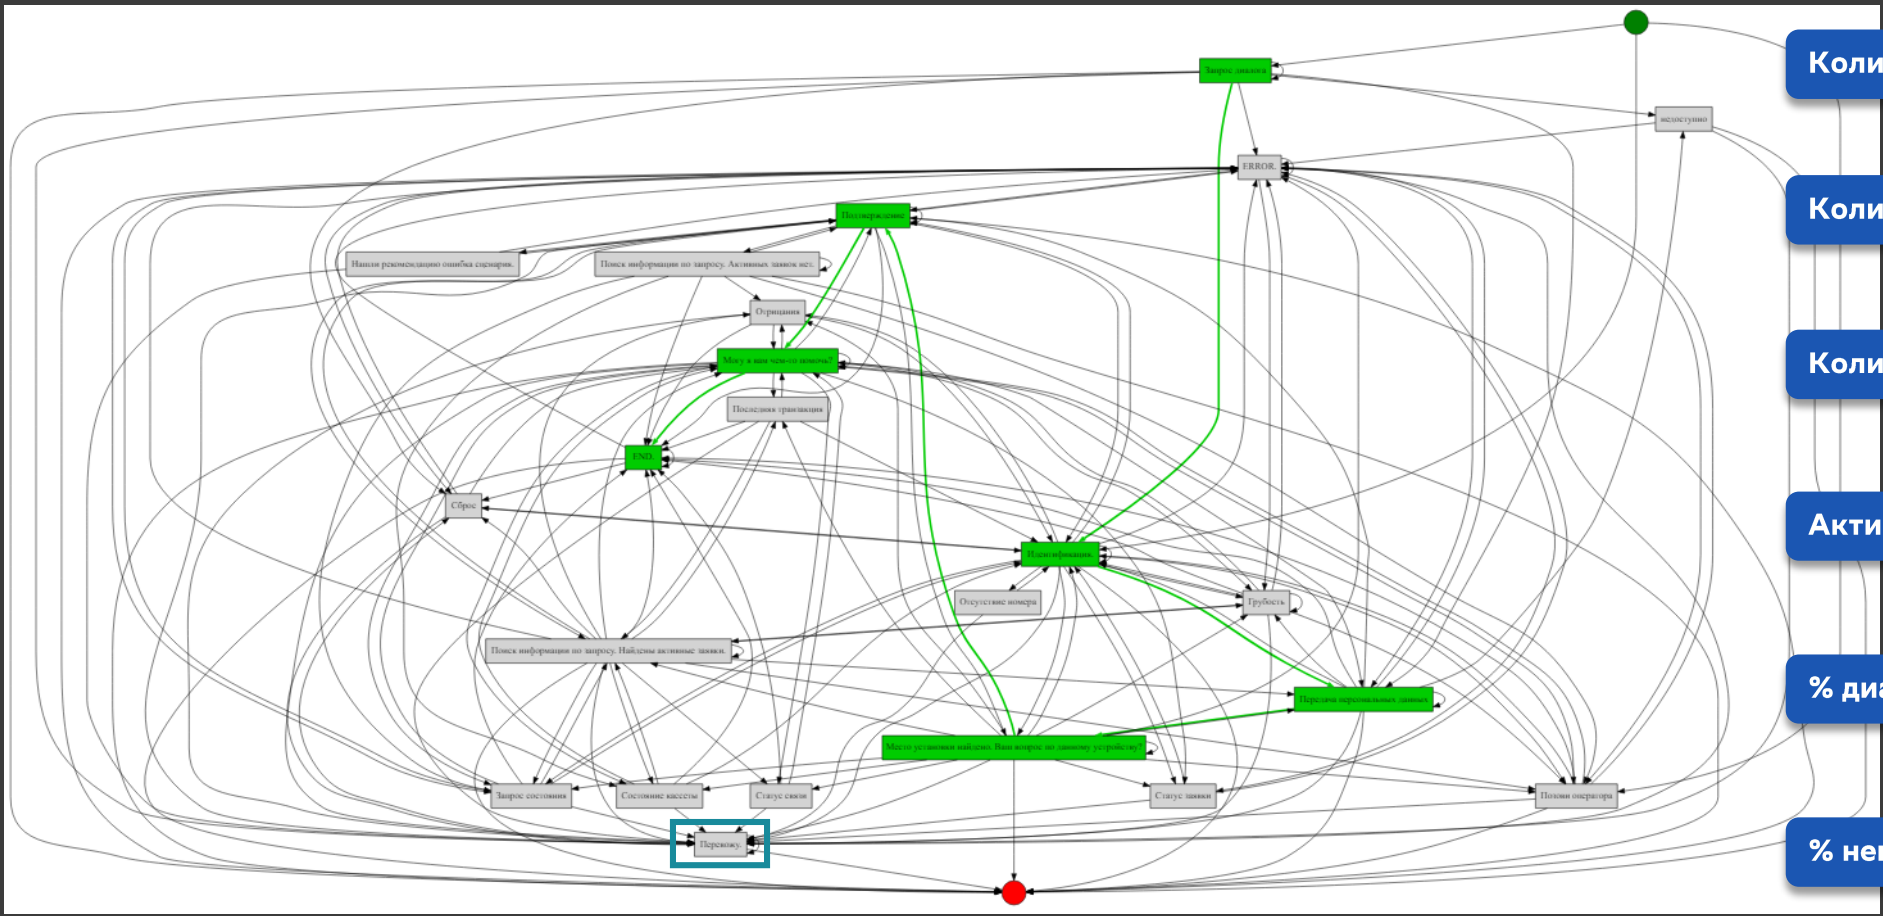 Запрос диалога
Коли
недоступно
ERROR.
Коли
Подтверждение
Нашли рекомендацию ошибка сценария.
Поиск информации по запросу. Активных заявок нет.
Отрицания
Могу я вам чем-то помочь?
Коли
Последняя транзакция
END.
Сброс
Акти
Идентификация.
Отсутствие номера
Грубость
Поиск информации по запросу. Найдены активные заявки.
% диа
Передача персональных данных
Место установки найдено. Ваш вопрос по данному устройству?
Запрос состояния
Состояние кассеты
Статус связи
Статус заявки
Позови оператора
Перевожу.
% не